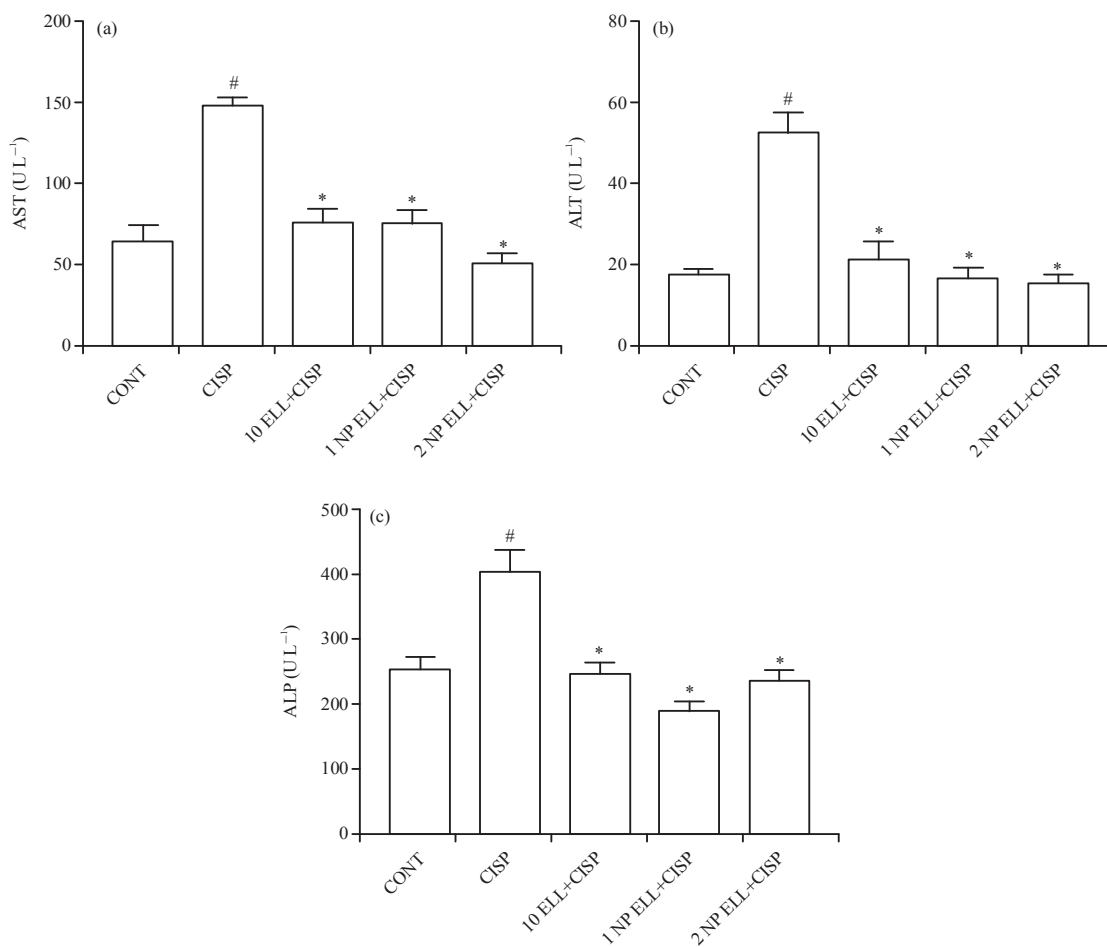 (a)
200
150
100
50
0
AST (U L⁻¹)
#
*
*
*
CONT
CISP
10 ELL+CISP
1 NP ELL+CISP
2 NP ELL+CISP
(b)
80
60
40
20
0
ALT (U L⁻¹)
#
*
*
*
CONT
CISP
10 ELL+CISP
1 NP ELL+CISP
2 NP ELL+CISP
(c)
500
400
300
200
100
0
ALP (U L⁻¹)
#
*
*
*
CONT
CISP
10 ELL+CISP
1 NP ELL+CISP
2 NP ELL+CISP